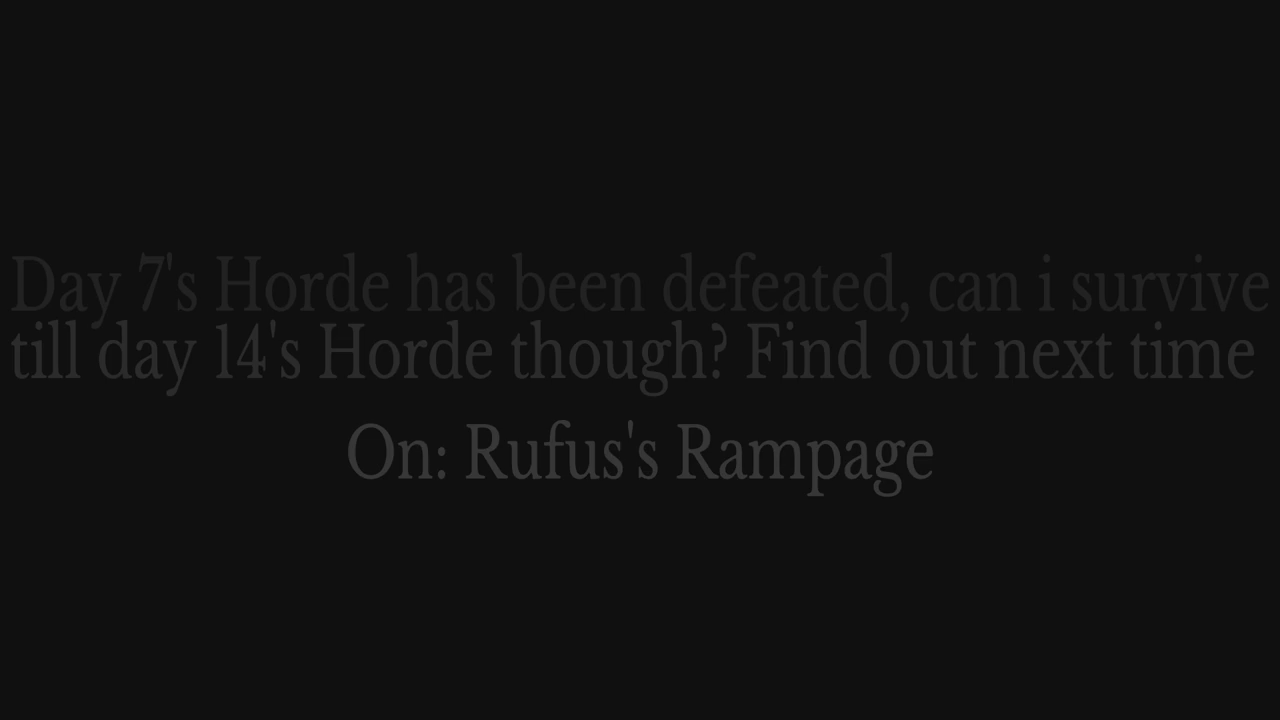 Day 7's Horde has been defeated, can i survive
till day 14's Horde though? Find out next time
On: Rufus's Rampage